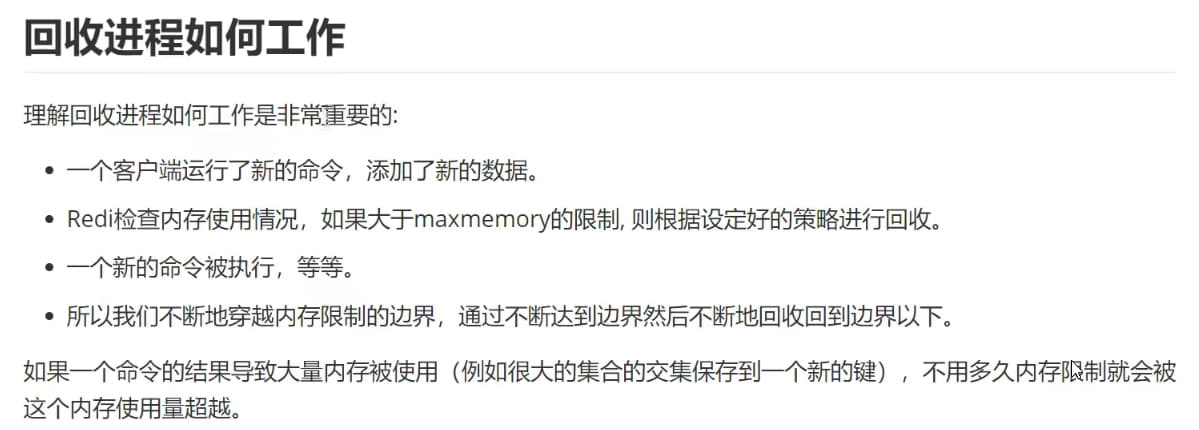 回收进程如何工作
理解回收进程如何工作是非常重要的:
• 一个客户端运行了新的命令，添加了新的数据。
• Redi检查内存使用情况，如果大于maxmemory的限制, 则根据设定好的策略进行回收。
• 一个新的命令被执行，等等。
• 所以我们不断地穿越内存限制的边界，通过不断达到边界然后不断地回收回到边界以下。
如果一个命令的结果导致大量内存被使用（例如很大的集合的交集保存到一个新的键），不用多久内存限制就会被
这个内存使用量超越。